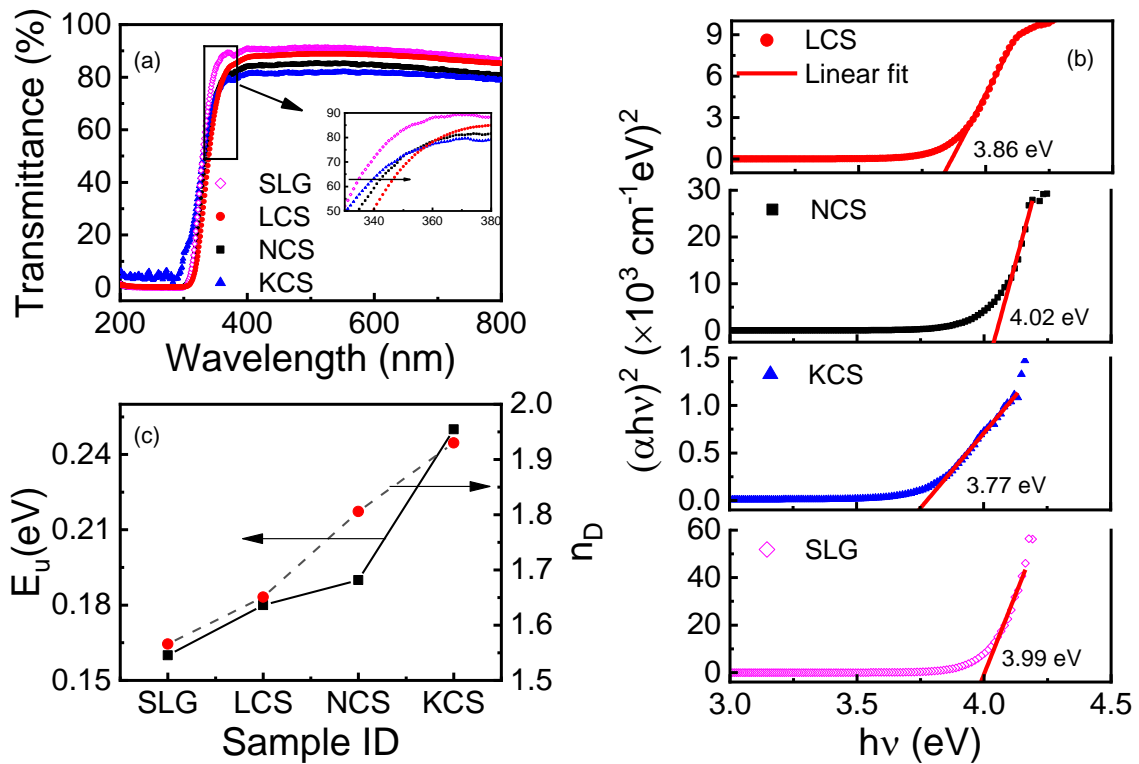 100
80
60
40
20
0
200
400
600
800
Transmittance (%)
Wavelength (nm)
(a)
90
80
70
60
50
340
360
380
SLG
LCS
NCS
KCS
(b)
9
6
3
0
LCS
Linear fit
3.86 eV
30
20
10
0
NCS
4.02 eV
1.5
1.0
0.5
0.0
KCS
3.77 eV
60
40
20
0
SLG
3.99 eV
3.0
3.5
4.0
4.5
(αhν)² (×10³ cm⁻¹eV)²
hν (eV)
(c)
0.24
0.21
0.18
0.15
Eᵤ(eV)
2.0
1.9
1.8
1.7
1.6
1.5
n_D
SLG
LCS
NCS
KCS
Sample ID